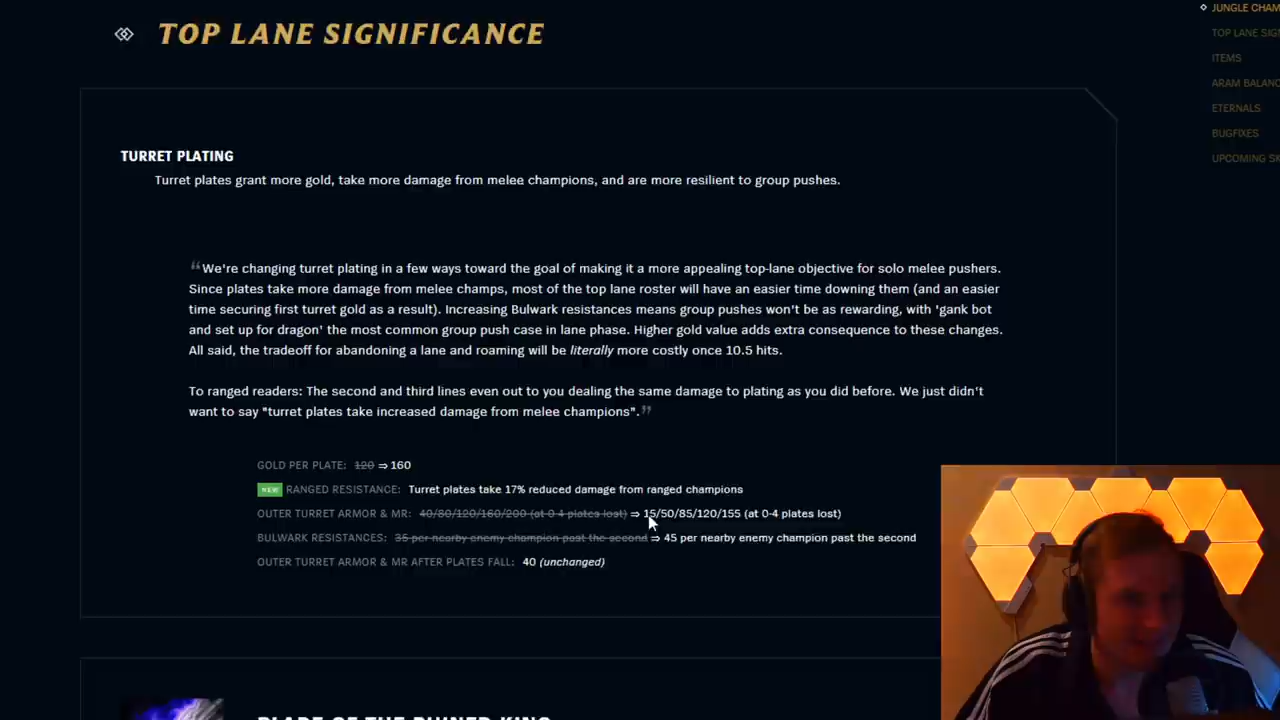 TOP LANE SIGNIFICANCE
JUNGLE CHAM
TOP LANE SIG
ITEMS
ARAM BALANC
ETERNALS
BUGFIXES
UPCOMING SK
TURRET PLATING
Turret plates grant more gold, take more damage from melee champions, and are more resilient to group pushes.
“We're changing turret plating in a few ways toward the goal of making it a more appealing top-lane objective for solo melee pushers.
Since plates take more damage from melee champs, most of the top lane roster will have an easier time downing them (and an easier
time securing first turret gold as a result). Increasing Bulwark resistances means group pushes won't be as rewarding, with 'gank bot
and set up for dragon' the most common group push case in lane phase. Higher gold value adds extra consequence to these changes.
All said, the tradeoff for abandoning a lane and roaming will be literally more costly once 10.5 hits.
To ranged readers: The second and third lines even out to you dealing the same damage to plating as you did before. We just didn't
want to say "turret plates take increased damage from melee champions".”
GOLD PER PLATE: 120 ⇒ 160
NEW RANGED RESISTANCE: Turret plates take 17% reduced damage from ranged champions
OUTER TURRET ARMOR & MR: 40/80/120/160/200 (at 0-4 plates lost) ⇒ 15/50/85/120/155 (at 0-4 plates lost)
BULWARK RESISTANCES: 35 per nearby enemy champion past the second ⇒ 45 per nearby enemy champion past the second
OUTER TURRET ARMOR & MR AFTER PLATES FALL: 40 (unchanged)
BLADE OF THE RUINED KING